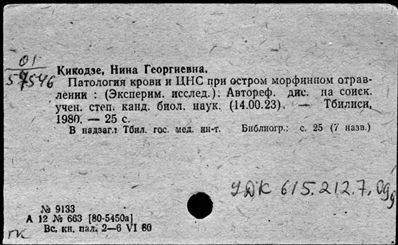 01
57546
Кикодзе, Нина Георгиевна.
Патология крови и ЦНС при остром морфинном отрав-
лении : (Эксперим. исслед.): Автореф. дис. на соиск.
учен. степ. канд. биол. наук. (14.00.23). — Тбилиси,
1980. — 25 с.
В надзаг.: Тбил. гос. мед. ин-т. Библиогр.: с. 25 (7 назв.)
УДК 615.212.7.099
№ 9133
А 12 № 663 [80-5450а]
Вс. кн. пал. 2—6 VI 80
ПК